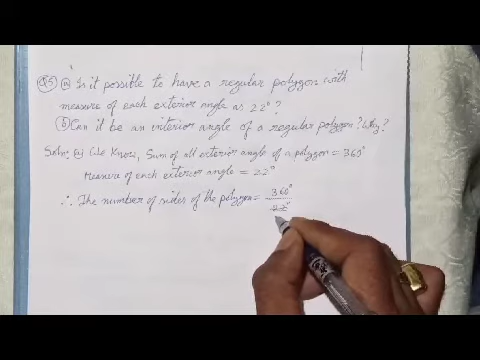 Q5 (a) Is it possible to have a regular polygon with
measure of each exterior angle as 22°?
(b) Can it be an interior angle of a regular polygon? Why?
Soln: (a) We know, Sum of all exterior angle of a polygon = 360°
Measure of each exterior angle = 22°
∴ The number of sides of the polygon = 360°
22°